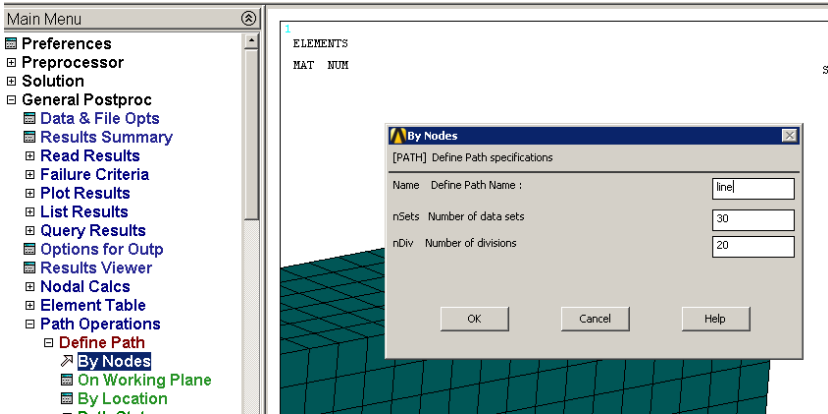 Main Menu
Preferences
Preprocessor
Solution
General Postproc
Data & File Opts
Results Summary
Read Results
Failure Criteria
Plot Results
List Results
Query Results
Options for Outp
Results Viewer
Nodal Calcs
Element Table
Path Operations
Define Path
By Nodes
On Working Plane
By Location
1
ELEMENTS
MAT NUM
S
By Nodes
[PATH] Define Path specifications
Name Define Path Name : line
nSets Number of data sets 30
nDiv Number of divisions 20
OK Cancel Help